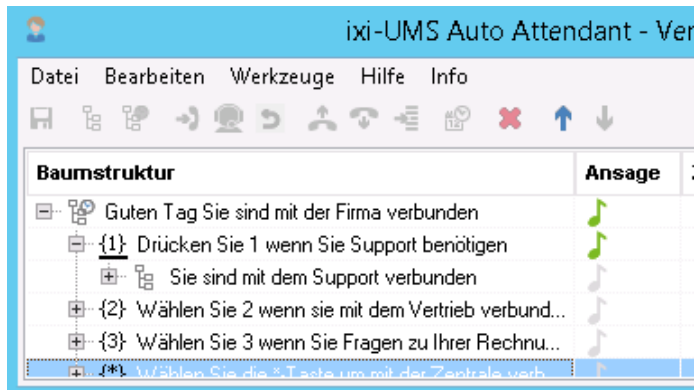 ixi-UMS Auto Attendant - Ver
Datei Bearbeiten Werkzeuge Hilfe Info
Baumstruktur Ansage
Guten Tag Sie sind mit der Firma verbunden
{1} Drücken Sie 1 wenn Sie Support benötigen
Sie sind mit dem Support verbunden
{2} Wählen Sie 2 wenn sie mit dem Vertrieb verbund...
{3} Wählen Sie 3 wenn Sie Fragen zu Ihrer Rechnu...
{*} Wählen Sie die *-Taste um mit der Zentrale verb